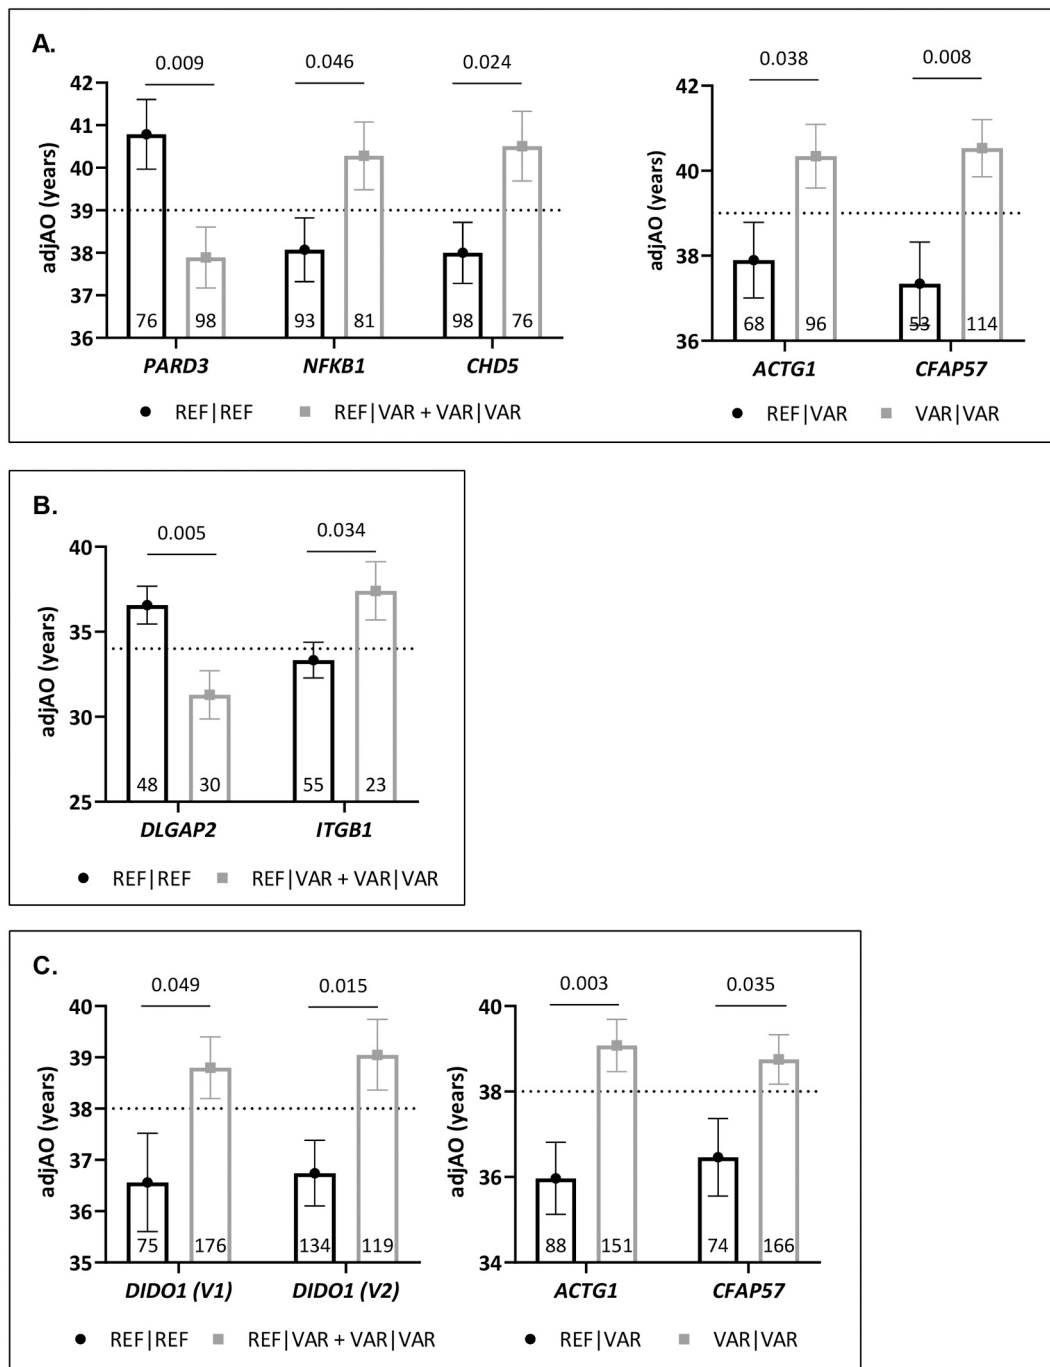 A.
0.009 0.046 0.024
42
41
40
39
38
37
36
adjAO (years)
76 98 93 81 98 76
PARD3 NFKB1 CHD5
REF|REF REF|VAR + VAR|VAR
0.038 0.008
42
40
38
36
adjAO (years)
68 96 53 114
ACTG1 CFAP57
REF|VAR VAR|VAR
B.
0.005 0.034
40
35
30
25
adjAO (years)
48 30 55 23
DLGAP2 ITGB1
REF|REF REF|VAR + VAR|VAR
C.
0.049 0.015
40
39
38
37
36
35
adjAO (years)
75 176 134 119
DIDO1 (V1) DIDO1 (V2)
REF|REF REF|VAR + VAR|VAR
0.003 0.035
40
38
36
34
adjAO (years)
88 151 74 166
ACTG1 CFAP57
REF|VAR VAR|VAR